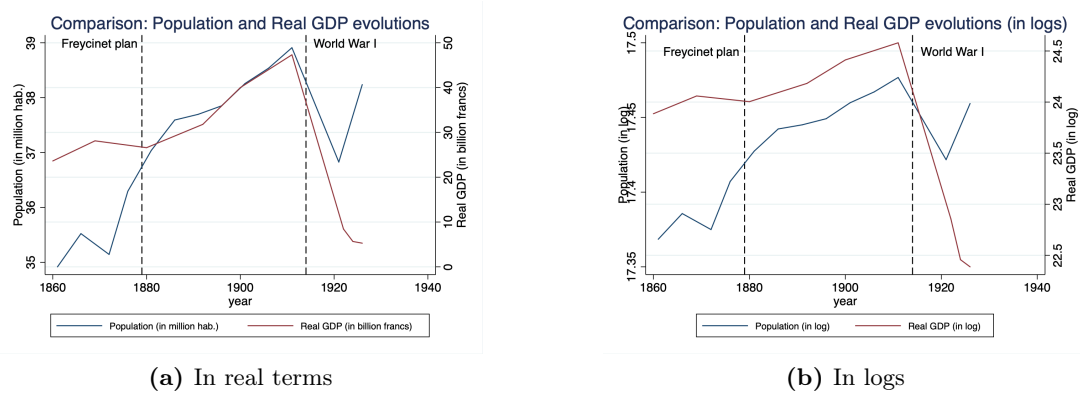 Comparison: Population and Real GDP evolutions
Freycinet plan
World War I
Population (in million hab.)
39
38
37
36
35
Real GDP (in billion francs)
50
40
30
20
10
0
1860 1880 1900 1920 1940
year
Population (in million hab.) Real GDP (in billion francs)
(a) In real terms
Comparison: Population and Real GDP evolutions (in logs)
Freycinet plan
World War I
Population (in log)
17.5
17.45
17.4
17.35
Real GDP (in log)
24.5
24
23.5
23
22.5
1860 1880 1900 1920 1940
year
Population (in log) Real GDP (in log)
(b) In logs